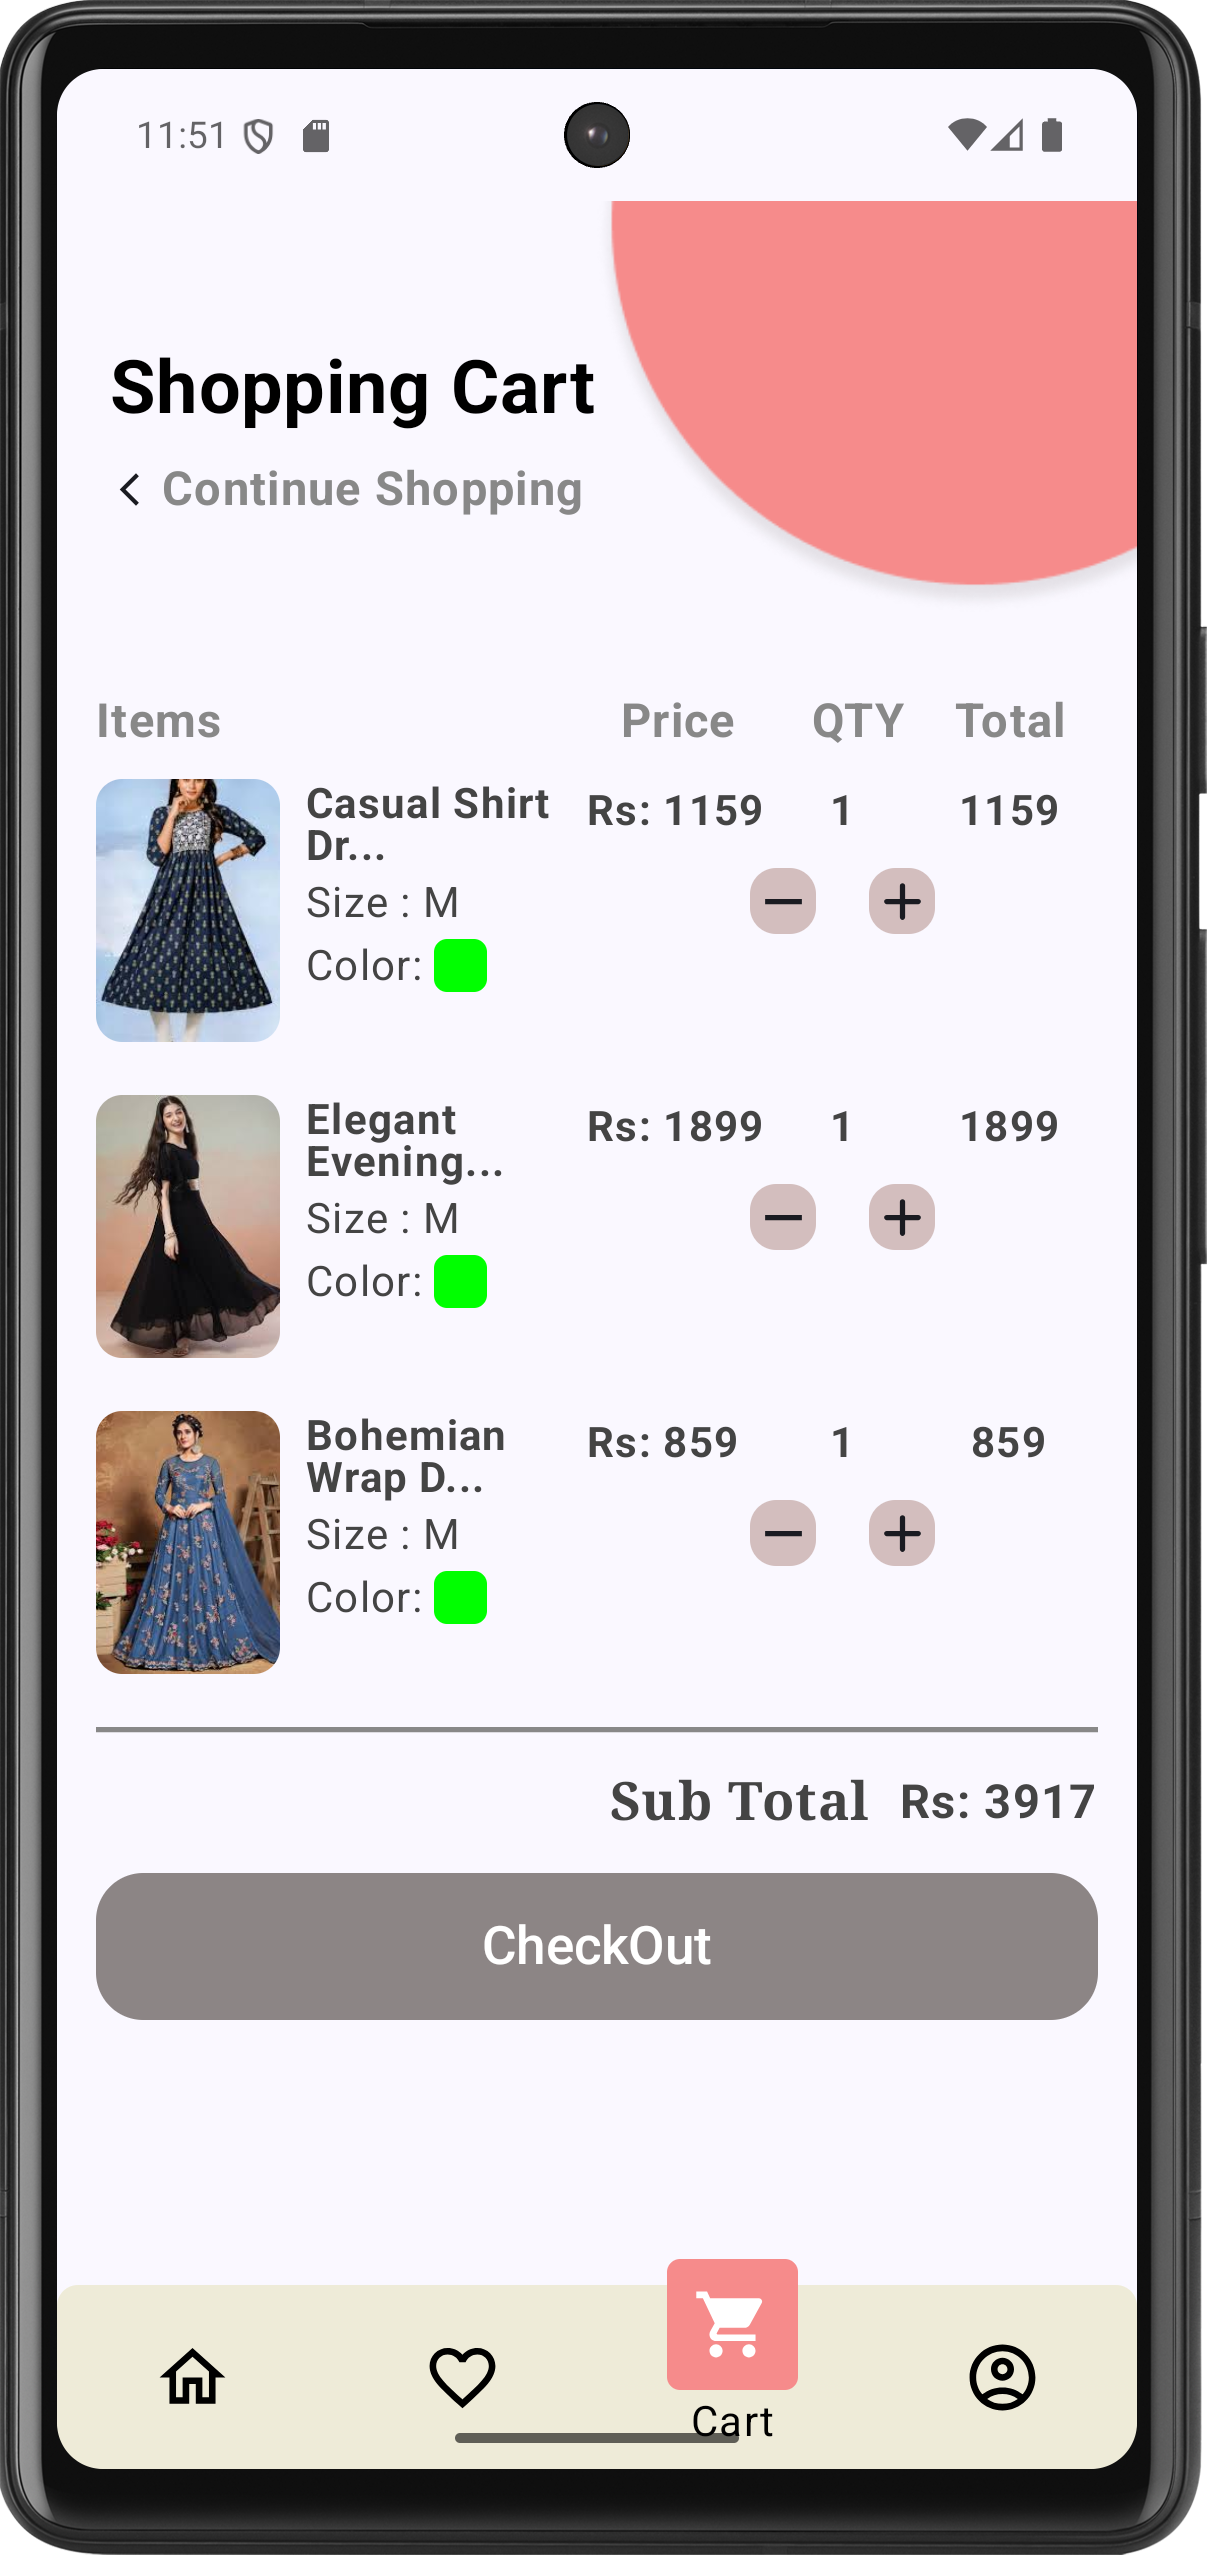 11:51
Shopping Cart
Continue Shopping
Items Price QTY Total
Casual Shirt
Dr...
Rs: 1159 1 1159
Size : M
Color:
Elegant
Evening...
Rs: 1899 1 1899
Size : M
Color:
Bohemian
Wrap D...
Rs: 859 1 859
Size : M
Color:
Sub Total Rs: 3917
CheckOut
Cart